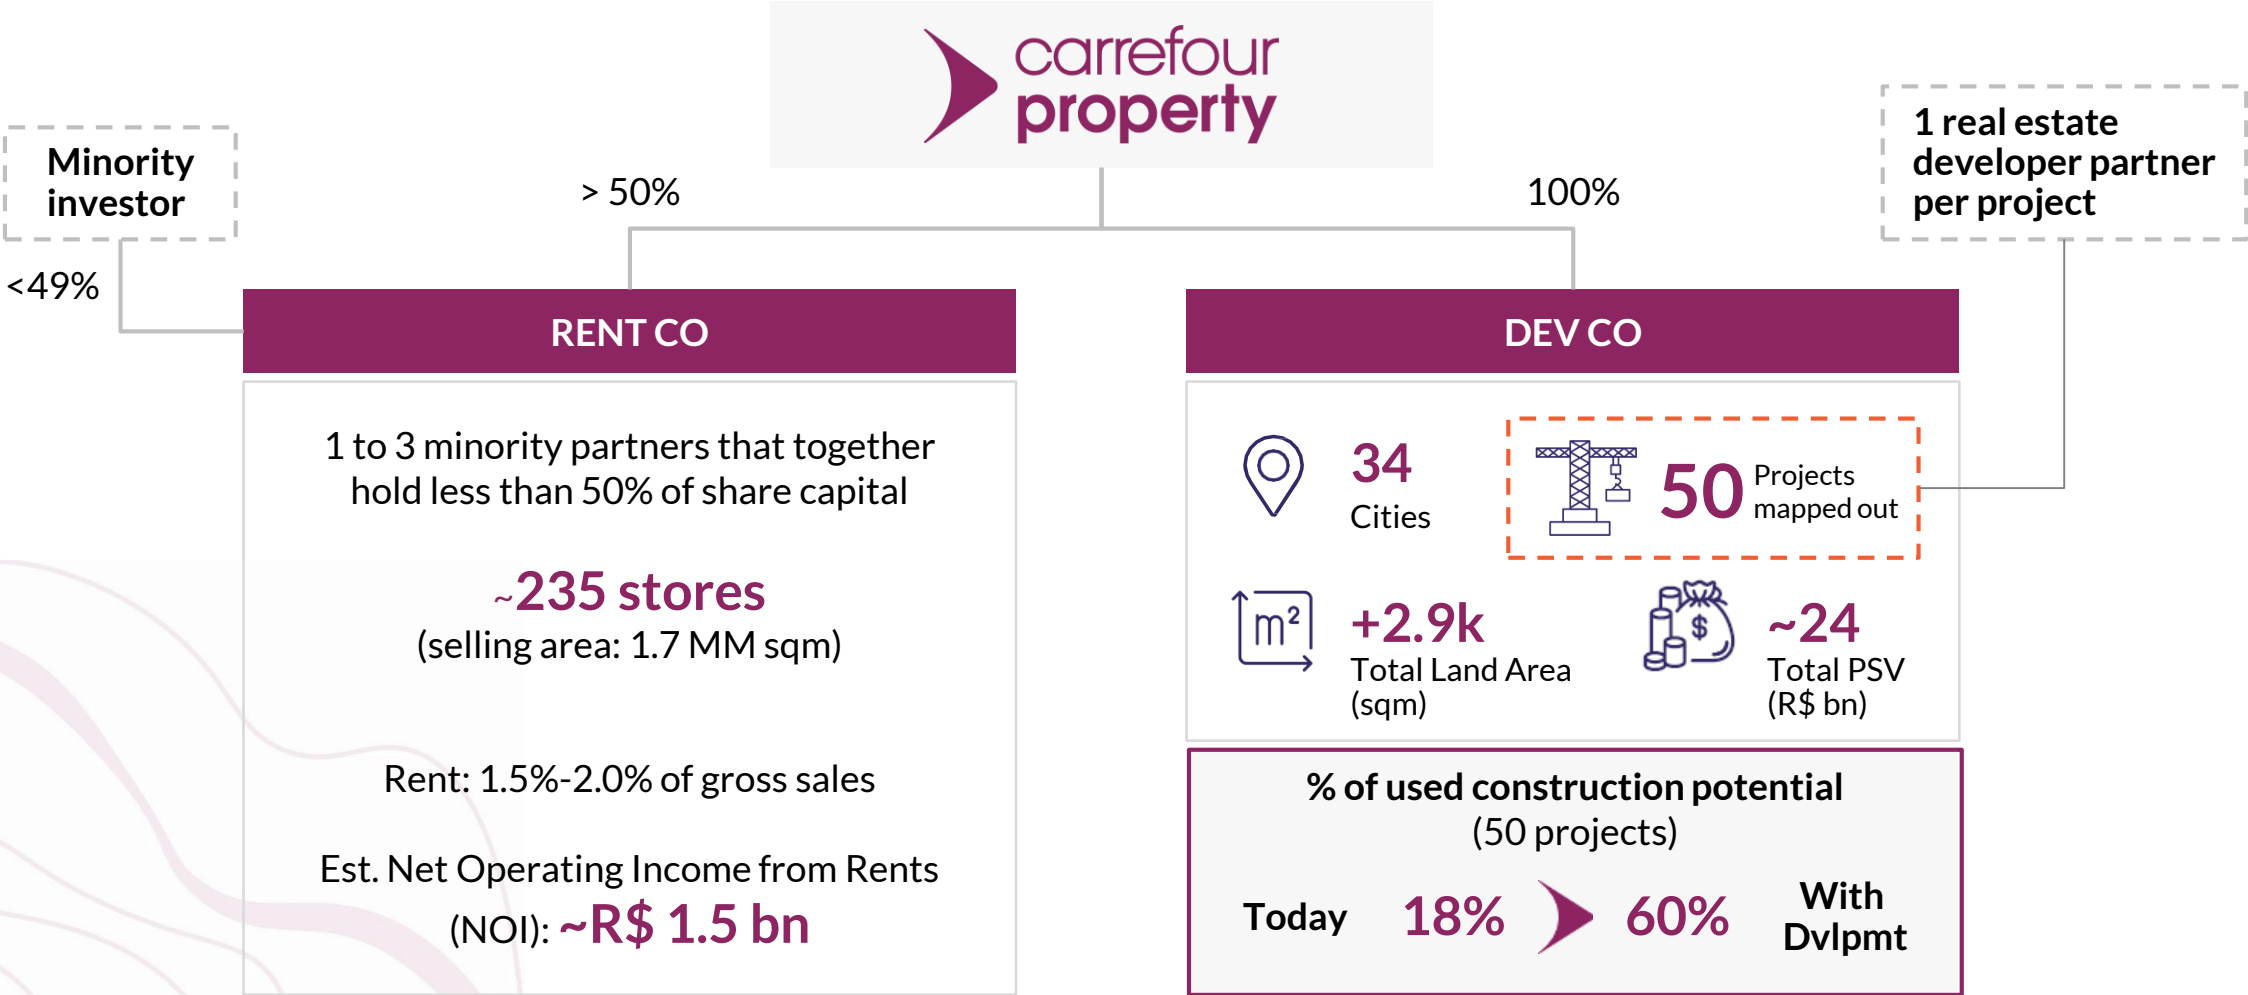 carrefour
property
Minority
investor
<49%
> 50%
100%
1 real estate
developer partner
per project
RENT CO
1 to 3 minority partners that together
hold less than 50% of share capital
~235 stores
(selling area: 1.7 MM sqm)
Rent: 1.5%-2.0% of gross sales
Est. Net Operating Income from Rents
(NOI): ~R$ 1.5 bn
DEV CO
34
Cities
50 Projects
mapped out
m²
+2.9k
Total Land Area
(sqm)
$
~24
Total PSV
(R$ bn)
% of used construction potential
(50 projects)
Today 18% 60% With
Dvlpmt